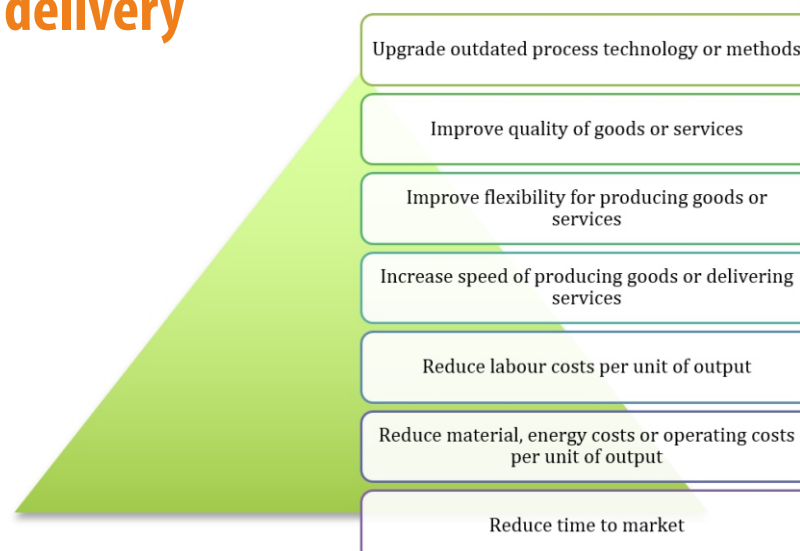 delivery
Upgrade outdated process technology or methods
Improve quality of goods or services
Improve flexibility for producing goods or
services
Increase speed of producing goods or delivering
services
Reduce labour costs per unit of output
Reduce material, energy costs or operating costs
per unit of output
Reduce time to market